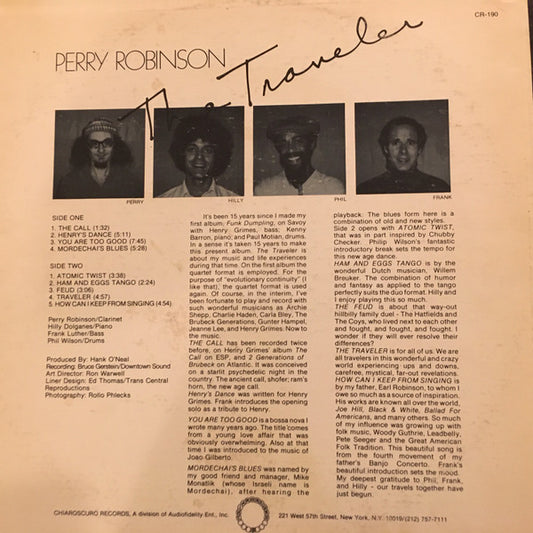 CR-190
PERRY ROBINSON
The Traveler
PERRY
HILLY
PHIL
FRANK
SIDE ONE
1. THE CALL (1:32)
2. HENRY'S DANCE (5:11)
3. YOU ARE TOO GOOD (7:45)
4. MORDECHAI'S BLUES (5:17)
SIDE TWO
1. ATOMIC TWIST (3:38)
2. HAM AND EGGS TANGO (2:24)
3. FEUD (3:16)
4. TRAVELER (4:57)
5. HOW CAN I KEEP FROM SINGING (4:54)
Perry Robinson/Clarinet
Hilly Dolganes/Piano
Frank Luther/Bass
Phil Wilson/Drums
Produced By: Hank O'Neal
Recording: Bruce Gerstein/Downtown Sound
Art Director: Ron Warwell
Liner Design: Ed Thomas/Trans Central
Reproductions
Photography: Rollo Phlecks
It's been 15 years since I made my
first album, Funk Dumpling, on Savoy
with Henry Grimes, bass; Kenny
Barron, piano; and Paul Motian, drums.
In a sense it's taken 15 years to make
this present album. The Traveler is
about my music and life experiences
during that time. On the first album the
quartet format is employed. For the
purpose of "evolutionary continuity" (I
like that), the quartet format is used
again. Of course, in the interim, I've
been fortunate to play and record with
such wonderful musicians as Archie
Shepp, Charlie Haden, Carla Bley, The
Brubeck Generations, Gunter Hampel,
Jeanne Lee, and Henry Grimes. Now to
the music.
THE CALL has been recorded twice
before, on Henry Grimes' album The
Call on ESP, and 2 Generations of
Brubeck on Atlantic. It was conceived
on a starlit psychedelic night in the
country. The ancient call, shofer; ram's
horn, the new age call.
Henry's Dance was written for Henry
Grimes. Frank introduces the opening
solo as a tribute to Henry.
YOU ARE TOO GOOD is a bossa nova I
wrote many years ago. The title comes
from a young love affair that was
obviously overwhelming. Also at that
time I was introduced to the music of
Joao Gilberto.
MORDECHAI'S BLUES was named by
my good friend and manager, Mike
Monatlik (whose Israeli name is
Mordechai), after hearing the
playback. The blues form here is a
combination of old and new styles.
Side 2 opens with ATOMIC TWIST,
that was in part inspired by Chubby
Checker. Philip Wilson's fantastic
introductory break sets the tempo for
this new age dance.
HAM AND EGGS TANGO is by the
wonderful Dutch musician, Willem
Breuker. The combination of humor
and fantasy as applied to the tango
perfectly suits the duo format. Hilly and
I enjoy playing this so much.
THE FEUD is about that way-out
hillbilly family duel - The Hatfields and
The Coys, who lived next to each other
and fought, and fought, and fought. I
wonder if they will ever resolve their
differences?
THE TRAVELER is for all of us. We are
all travelers in this wonderful and crazy
world experiencing ups and downs,
carefree, mystical, far-out revelations.
HOW CAN I KEEP FROM SINGING is
by my father, Earl Robinson, to whom I
owe so much as a source of inspiration.
His works are known all over the world,
Joe Hill, Black & White, Ballad For
Americans, and many others. So much
of my influence was growing up with
folk music, Woody Guthrie, Leadbelly,
Pete Seeger and the Great American
Folk Tradition. This beautiful song is
from the fourth movement of my
father's Banjo Concerto. Frank's
beautiful introduction sets the mood.
My deepest gratitude to Phil, Frank,
and Hilly - our travels together have
just begun.
CHIAROSCURO RECORDS, A division of Audiofidelity Ent., Inc.
221 West 57th Street, New York, N.Y. 10019/(212) 757-7111